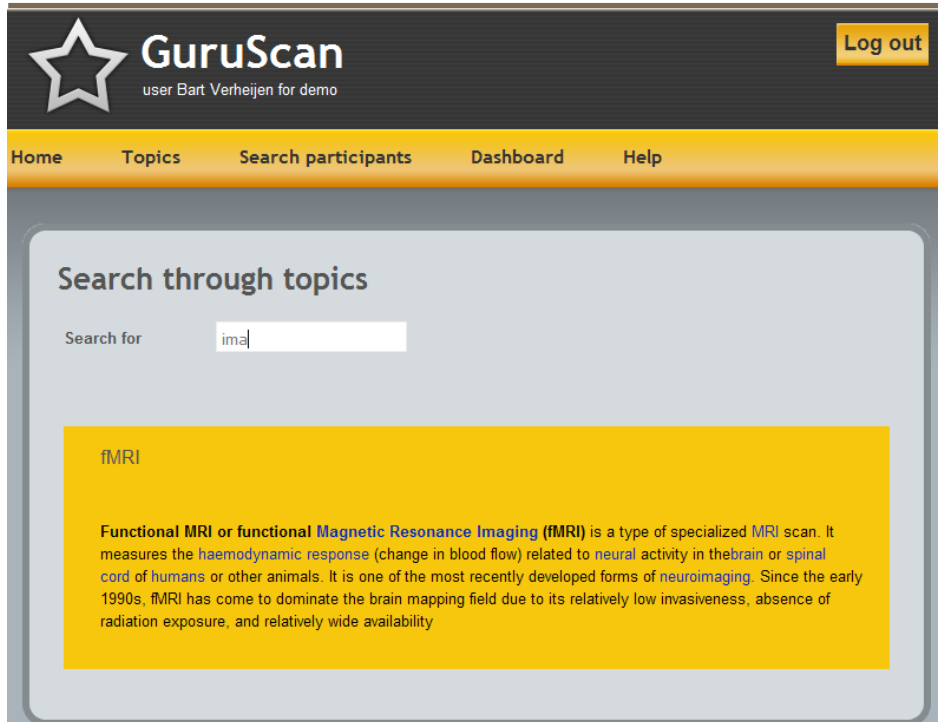 GuruScan
Log out
user Bart Verheijen for demo
Home Topics Search participants Dashboard Help
Search through topics
Search for ima
fMRI
Functional MRI or functional Magnetic Resonance Imaging (fMRI) is a type of specialized MRI scan. It
measures the haemodynamic response (change in blood flow) related to neural activity in thebrain or spinal
cord of humans or other animals. It is one of the most recently developed forms of neuroimaging. Since the early
1990s, fMRI has come to dominate the brain mapping field due to its relatively low invasiveness, absence of
radiation exposure, and relatively wide availability